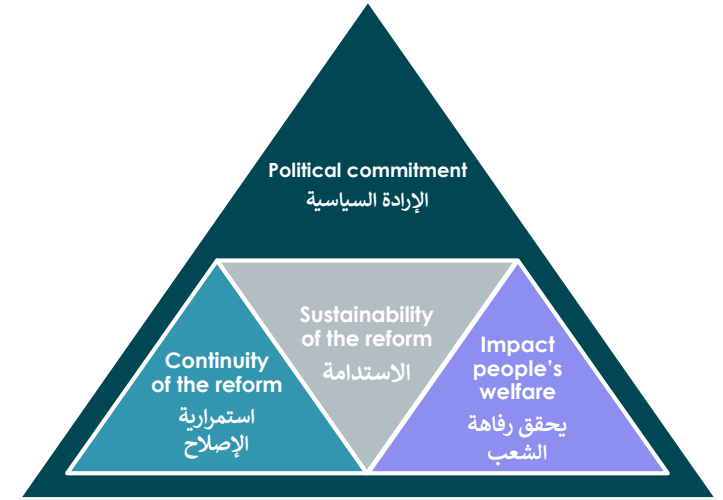 Political commitment
الإرادة السياسية
Sustainability
of the reform
الاستدامة
Continuity
of the reform
استمرارية
الإصلاح
Impact
people's
welfare
يحقق رفاهة
الشعب